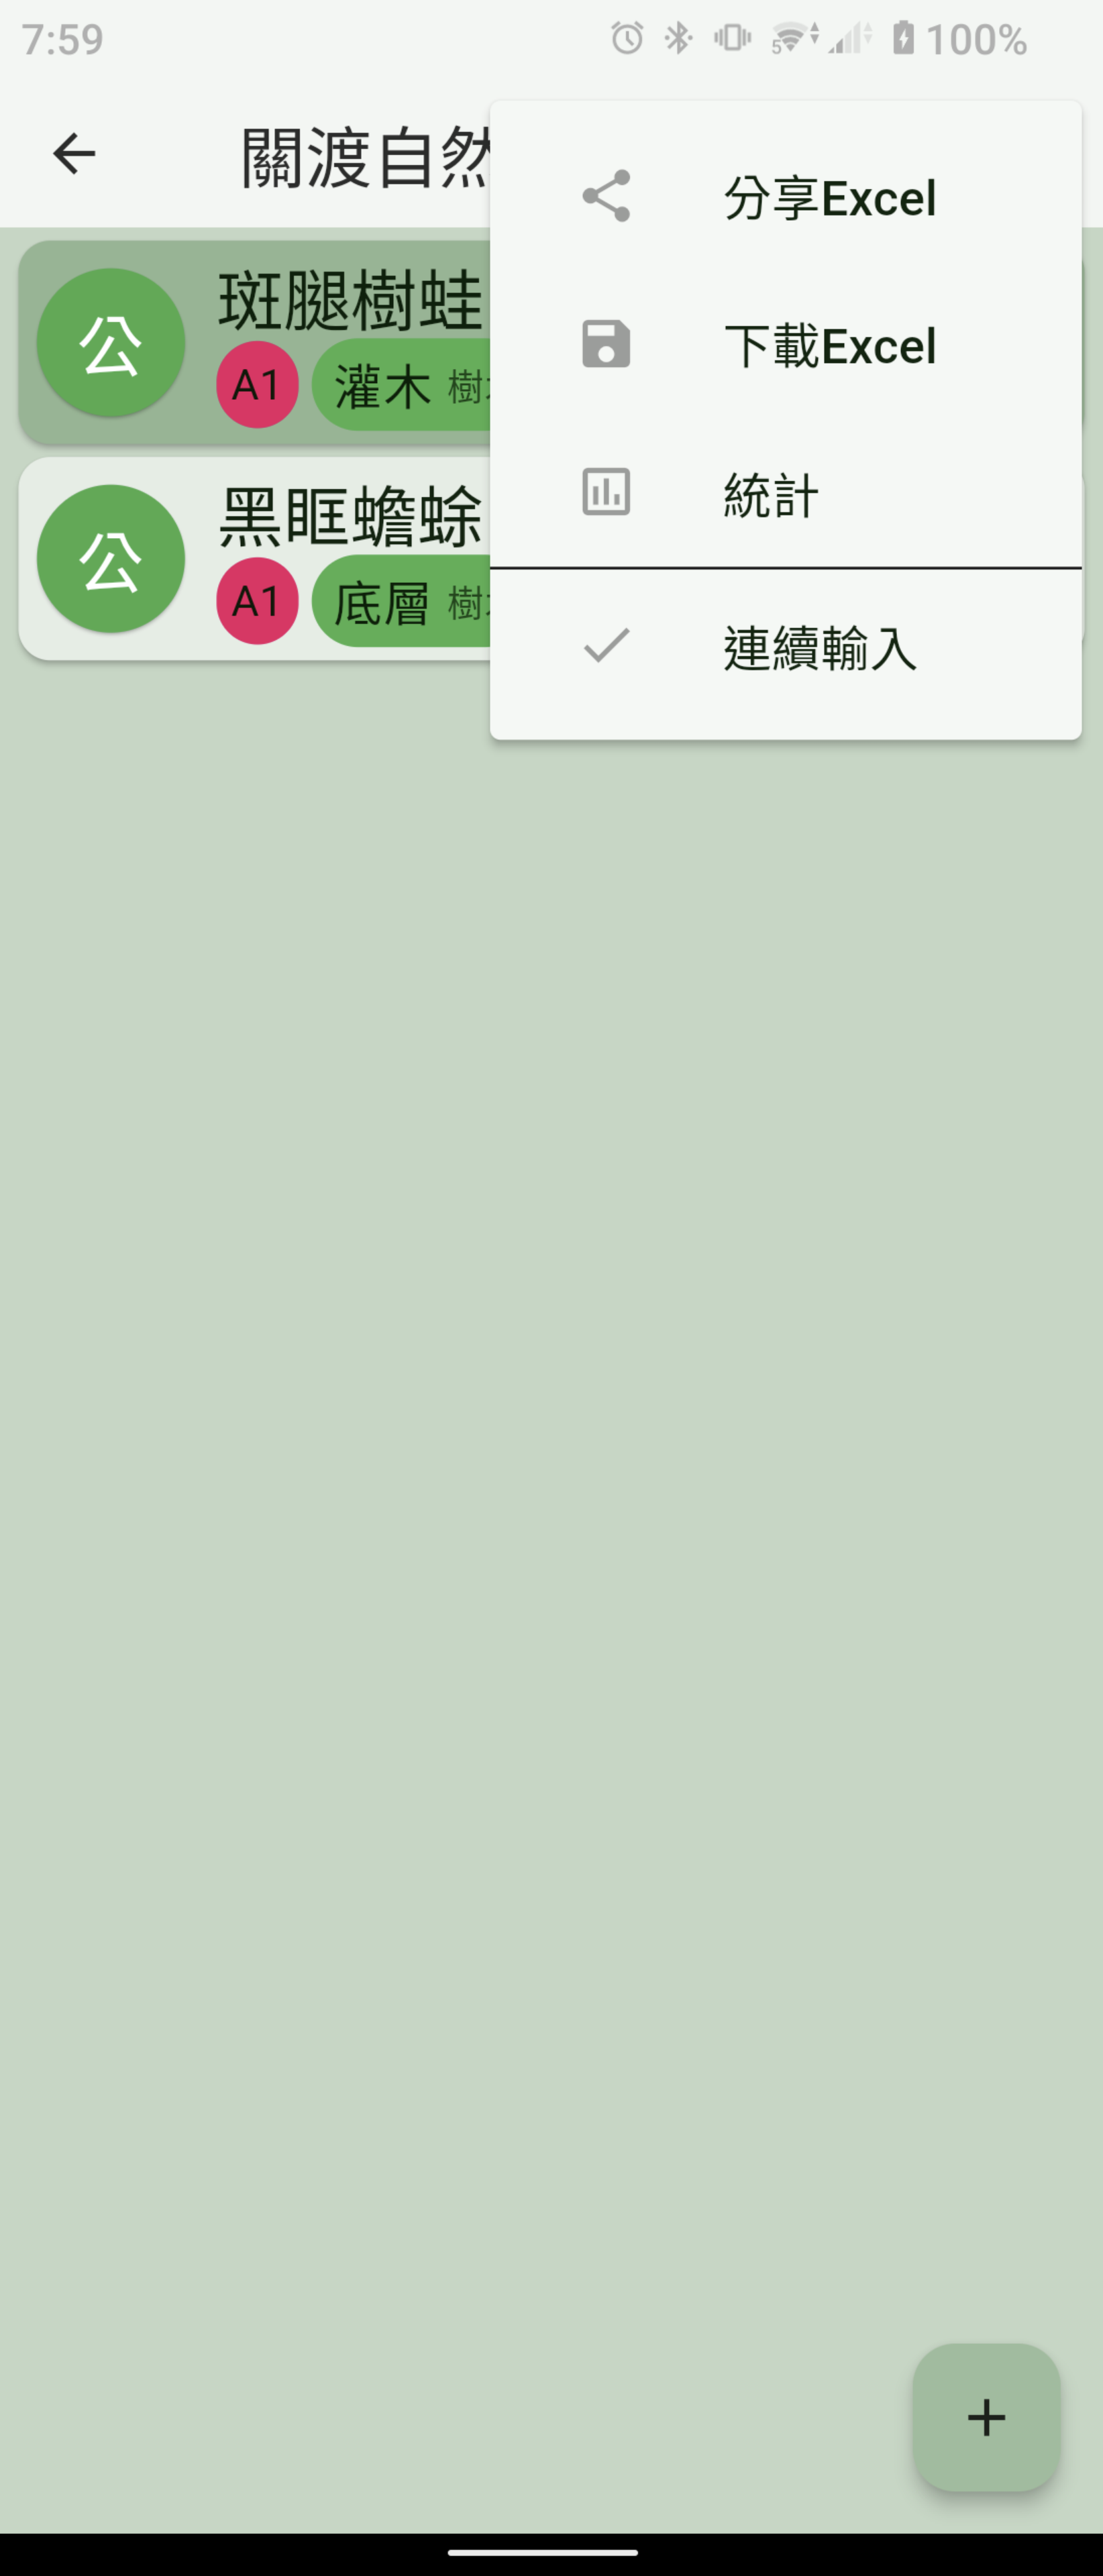 7:59
100%
關渡自然
分享Excel
下載Excel
統計
連續輸入
公
斑腿樹蛙
A1
灌木 樹
公
黑眶蟾蜍
A1
底層 樹